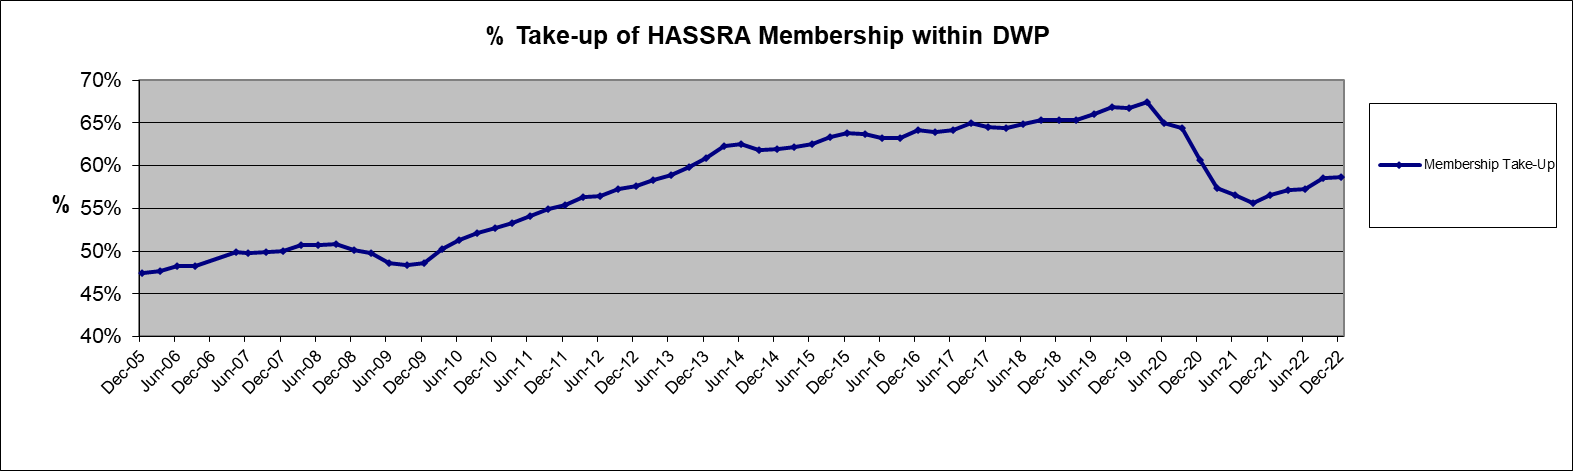 % Take-up of HASSRA Membership within DWP
70%
65%
60%
55%
50%
45%
40%
%
Dec-05
Jun-06
Dec-06
Jun-07
Dec-07
Jun-08
Dec-08
Jun-09
Dec-09
Jun-10
Dec-10
Jun-11
Dec-11
Jun-12
Dec-12
Jun-13
Dec-13
Jun-14
Dec-14
Jun-15
Dec-15
Jun-16
Dec-16
Jun-17
Dec-17
Jun-18
Dec-18
Jun-19
Dec-19
Jun-20
Dec-20
Jun-21
Dec-21
Jun-22
Dec-22
Membership Take-Up